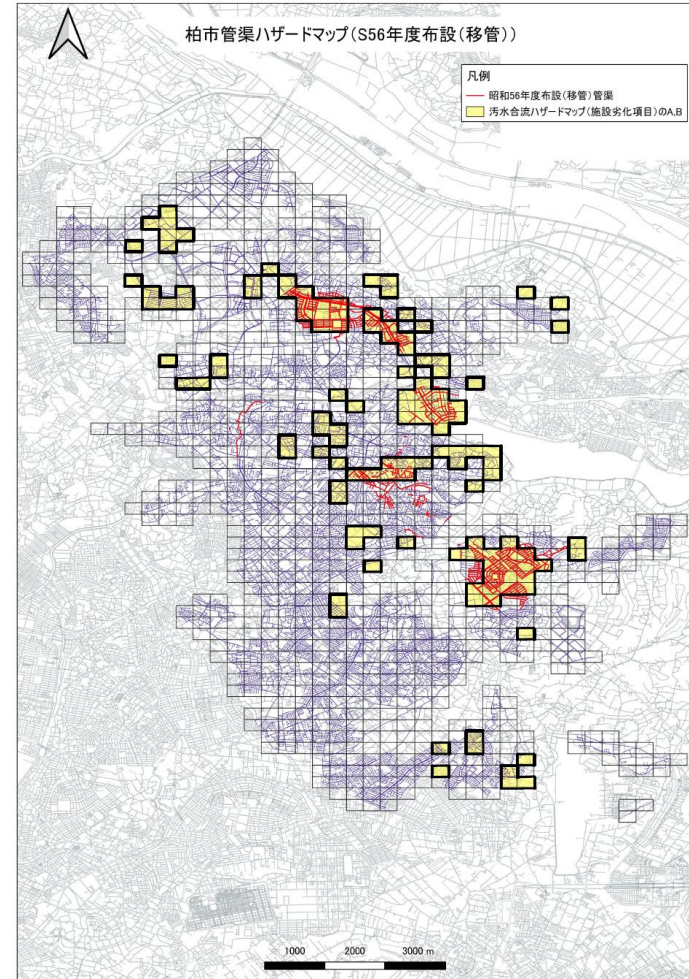 柏市管渠ハザードマップ(S56年度布設(移管))
凡例
昭和56年度布設(移管)管渠
汚水合流ハザードマップ(施設劣化項目)のA,B
1000 2000 3000 m